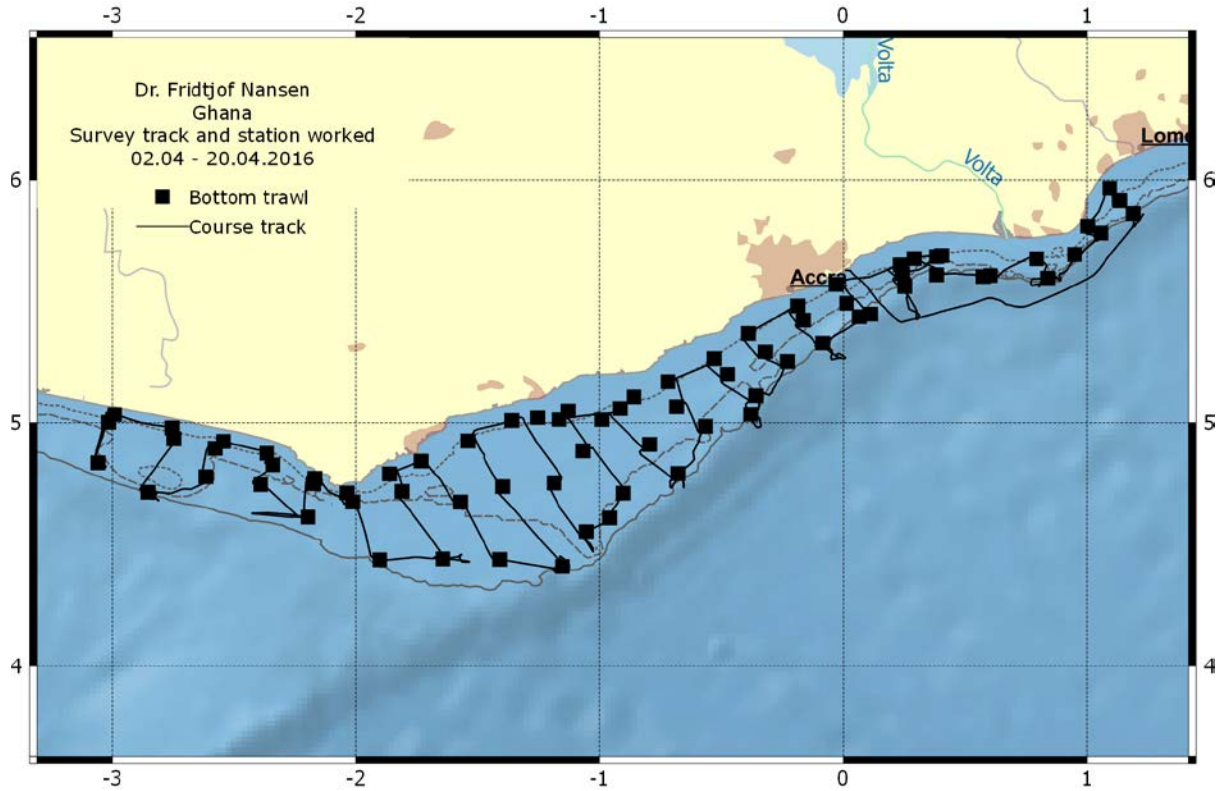 -3 -2 -1 0 1
Dr. Fridtjof Nansen
Ghana
Survey track and station worked
02.04 - 20.04.2016
Bottom trawl
Course track
Volta
Volta
Lome
Accra
6 6
5 5
4 4
-3 -2 -1 0 1